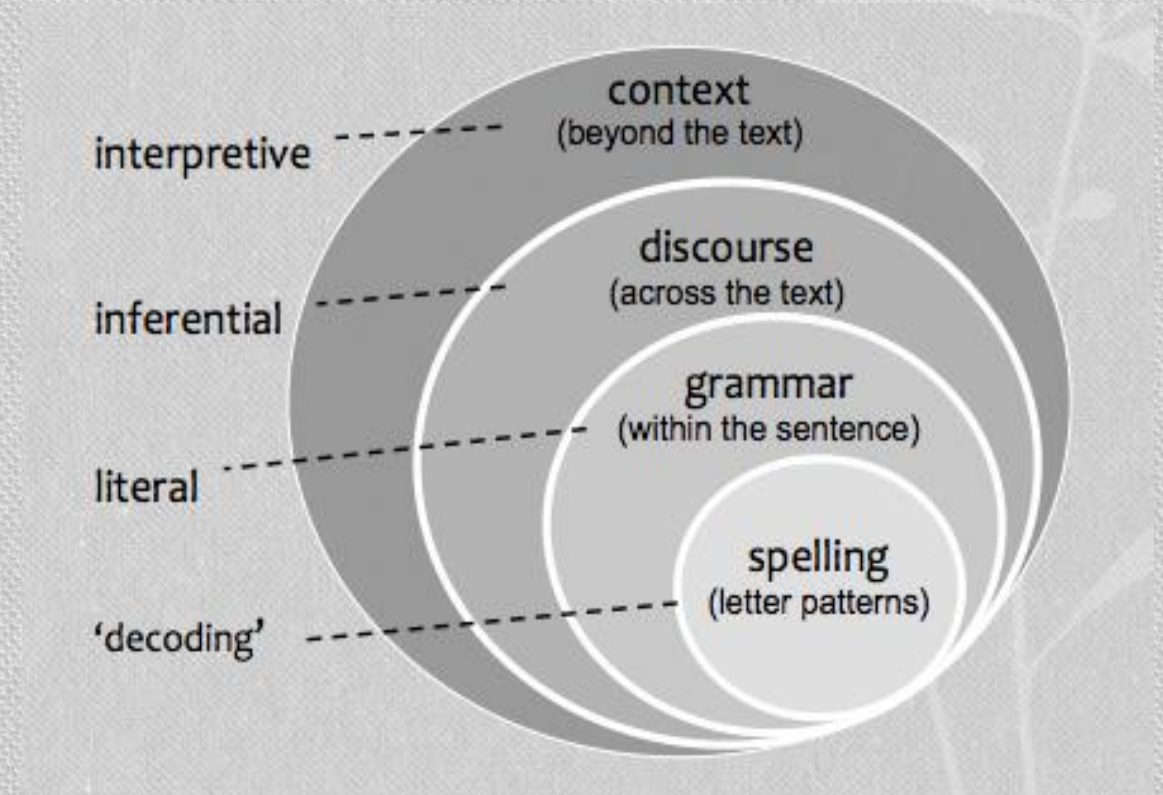 context
(beyond the text)
interpretive
discourse
(across the text)
inferential
grammar
(within the sentence)
literal
spelling
(letter patterns)
‘decoding’